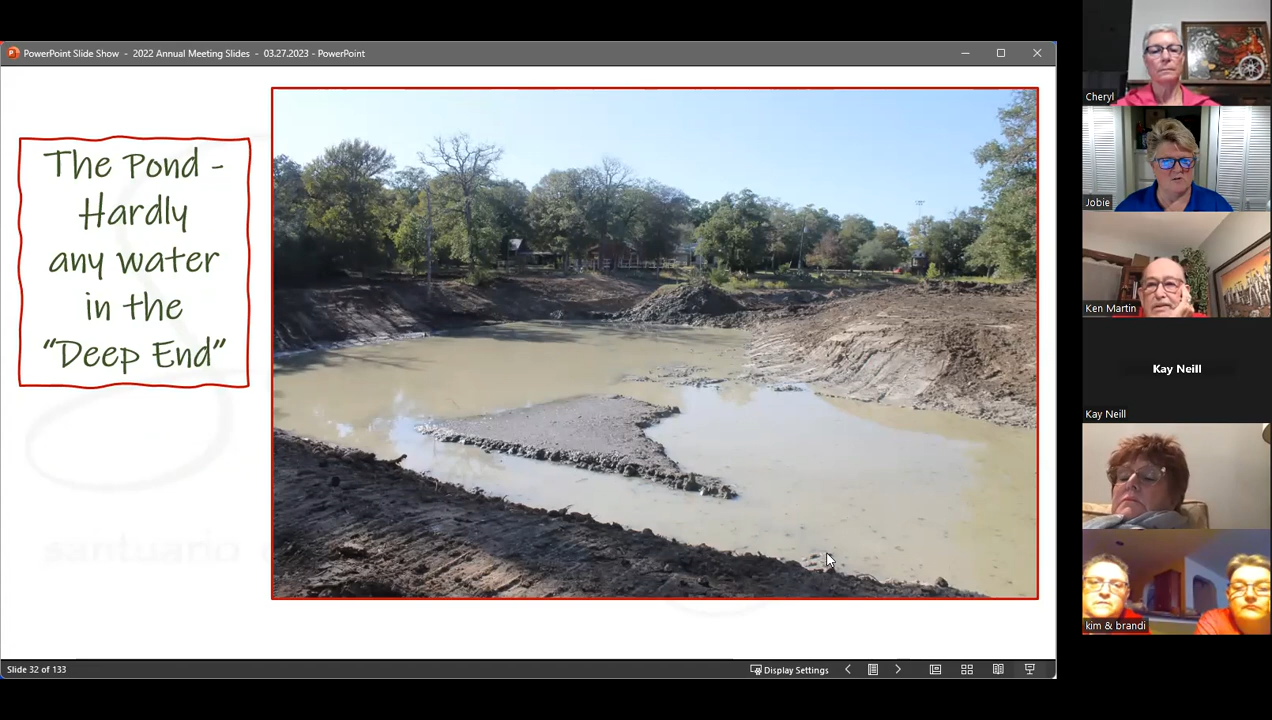 PowerPoint Slide Show - 2022 Annual Meeting Slides - 03.27.2023 - PowerPoint
The Pond -
Hardly
any water
in the
“Deep End”
santuario
Slide 32 of 133
Display Settings
Cheryl
Jobie
Ken Martin
Kay Neill
Kay Neill
kim & brandi